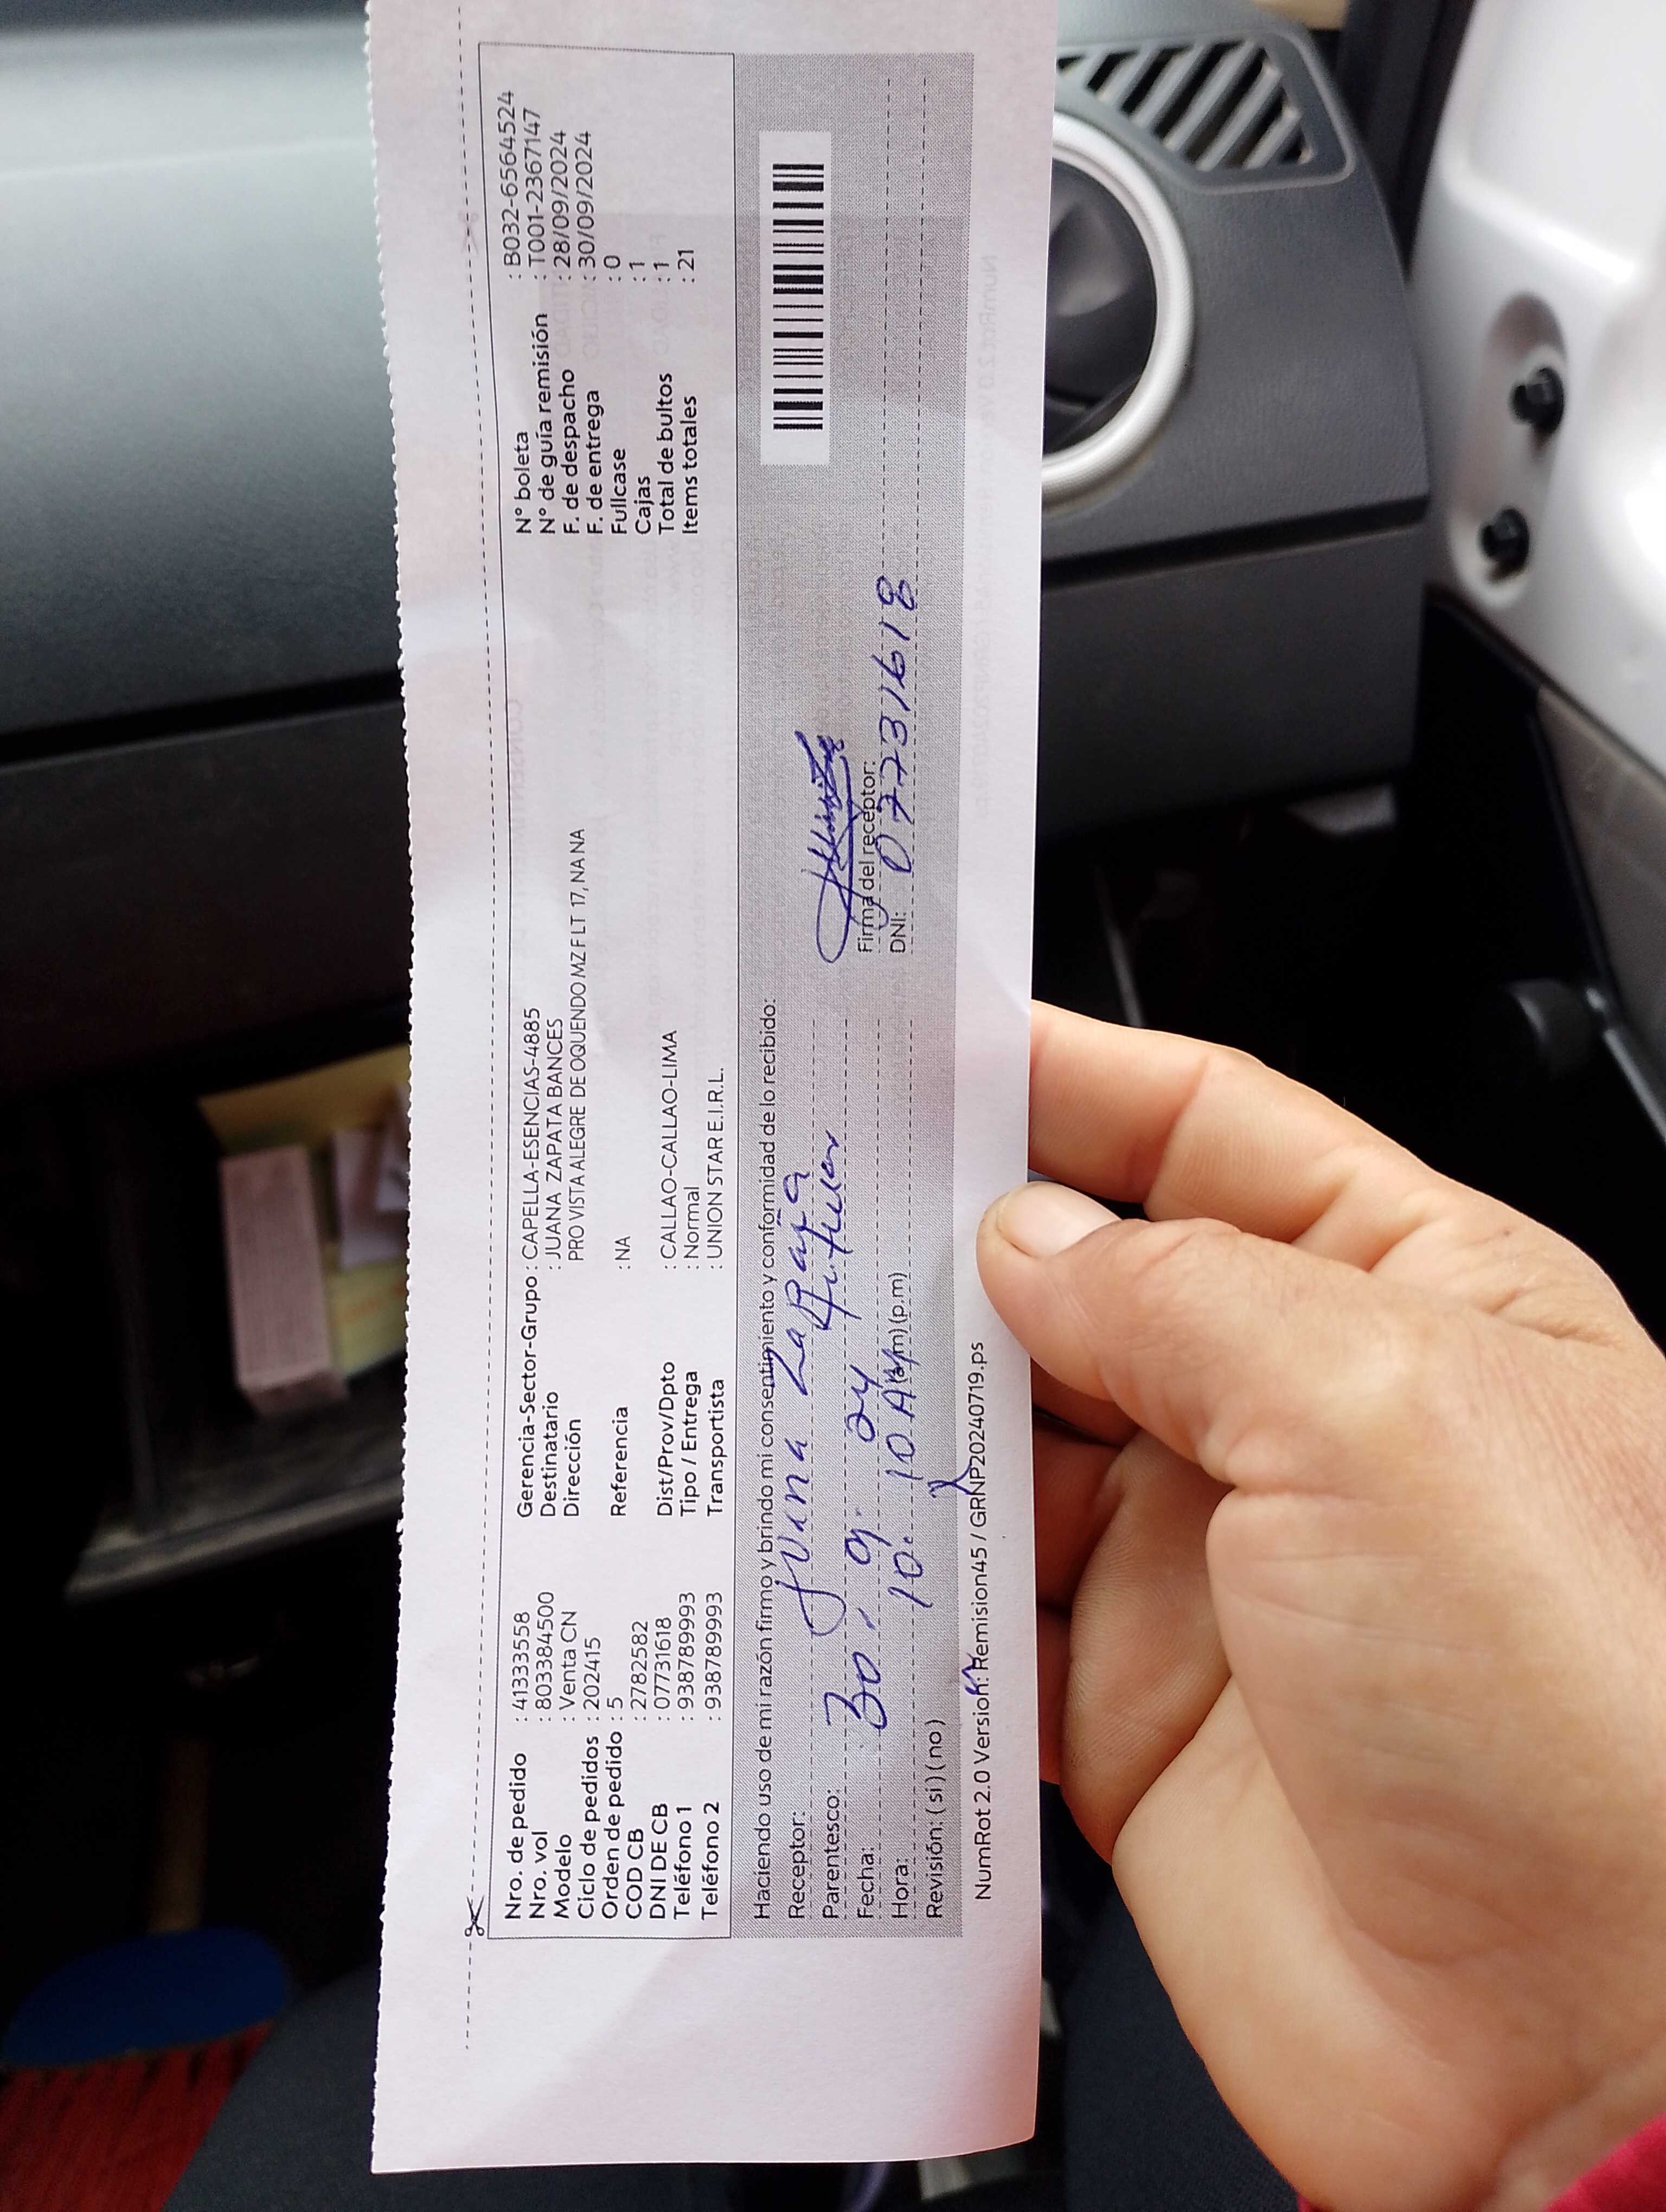 Nro. de pedido : 41333558
Nro. vol : 803384500
Modelo : Venta CN
Ciclo de pedidos : 202415
Orden de pedido : 5
COD CB : 2782582
DNI DE CB : 07731618
Teléfono 1 : 938789993
Teléfono 2 : 938789993
Gerencia-Sector-Grupo : CAPELLA-ESENCIAS-4885
Destinatario : JUANA ZAPATA BANCES
Dirección PRO VISTA ALEGRE DE OQUENDO MZ F LT 17, NA NA
Referencia : NA
Dist/Prov/Dpto : CALLAO-CALLAO-LIMA
Tipo / Entrega : Normal
Transportista : UNION STAR E.I.R.L.
N° boleta : B032-6564524
N° de guía remisión : T001-2367147
F. de despacho : 28/09/2024
F. de entrega : 30/09/2024
Fullcase : 0
Cajas : 1
Total de bultos : 1
Items totales : 21
Haciendo uso de mi razón firmo y brindo mi consentimiento y conformidad de lo recibido:
Receptor: Juana Zapata
Parentesco: titular
Fecha: 30, 9. 24
Hora: 10. 10 AM (a.m) (p.m)
Revisión: ( si ) ( no )
Firma del receptor:
DNI: 07731618
NumRot 2.0 Version: Remision45 / GRNP20240719.ps